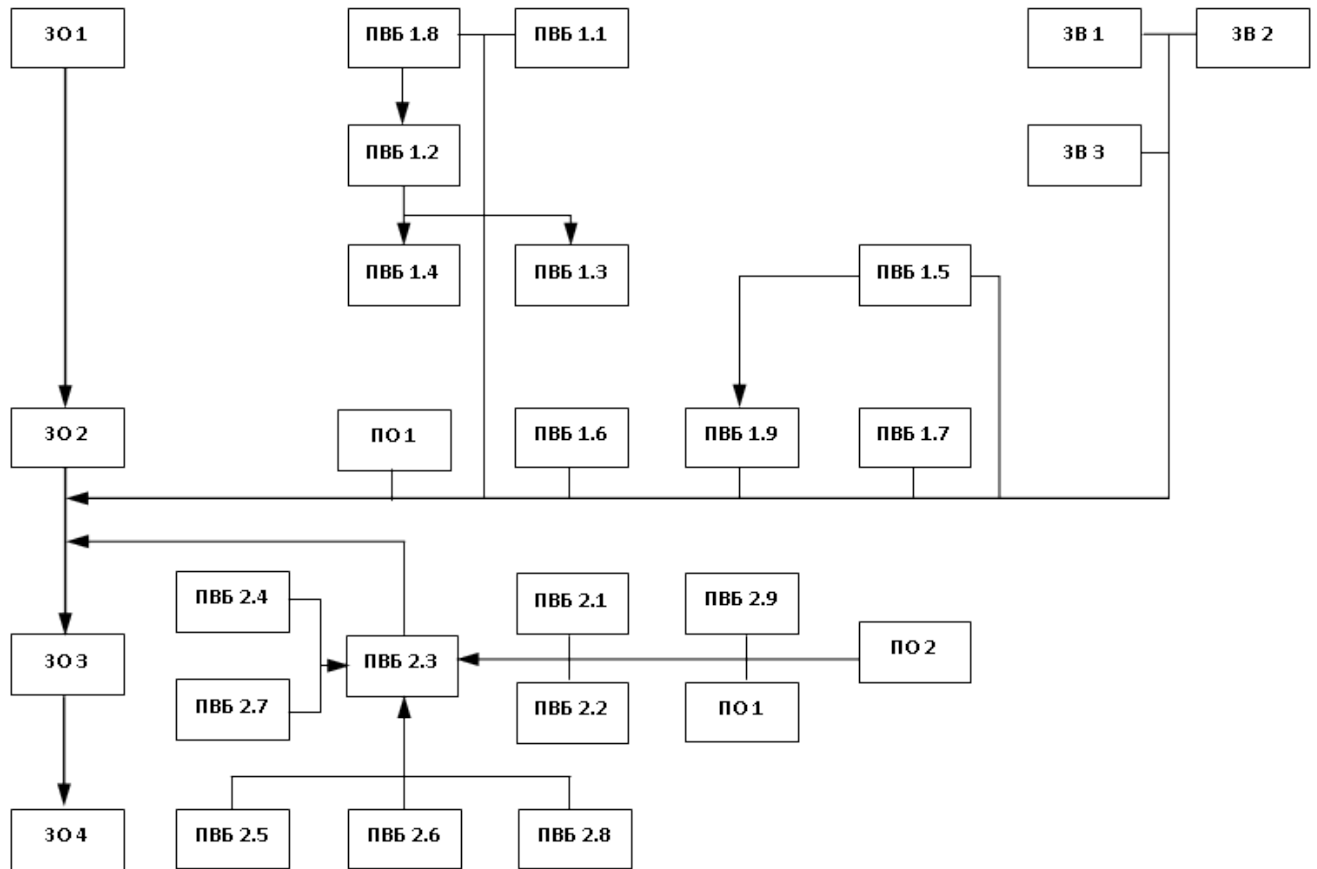 ЗО 1
ПВБ 1.8
ПВБ 1.1
ЗВ 1
ЗВ 2
ПВБ 1.2
ЗВ 3
ПВБ 1.4
ПВБ 1.3
ПВБ 1.5
ЗО 2
ПО 1
ПВБ 1.6
ПВБ 1.9
ПВБ 1.7
ПВБ 2.4
ПВБ 2.1
ПВБ 2.9
ЗО 3
ПВБ 2.3
ПО 2
ПВБ 2.7
ПВБ 2.2
ПО 1
ЗО 4
ПВБ 2.5
ПВБ 2.6
ПВБ 2.8